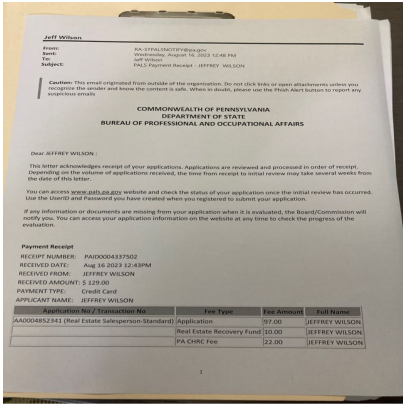 Jeff Wilson
From: RA-STPALSNOTIFY@pa.gov
Sent: Wednesday, August 16, 2023 12:48 PM
To: Jeff Wilson
Subject: PALS Payment Receipt - JEFFREY WILSON
Caution: This email originated from outside of the organization. Do not click links or open attachments unless you
recognize the sender and know the content is safe. When in doubt, please use the Phish Alert button to report any
suspicious emails
COMMONWEALTH OF PENNSYLVANIA
DEPARTMENT OF STATE
BUREAU OF PROFESSIONAL AND OCCUPATIONAL AFFAIRS
Dear JEFFREY WILSON :
This letter acknowledges receipt of your applications. Applications are reviewed and processed in order of receipt.
Depending on the volume of applications received, the time from receipt to initial review may take several weeks from
the date of this letter.
You can access www.pals.pa.gov website and check the status of your application once the initial review has occurred.
Use the UserID and Password you have created when you registered to submit your application.
If any information or documents are missing from your application when it is evaluated, the Board/Commission will
notify you. You can access your application information on the website at any time to check the progress of the
evaluation.
Payment Receipt
RECEIPT NUMBER: PAID0004337502
RECEIVED DATE: Aug 16 2023 12:43PM
RECEIVED FROM: JEFFREY WILSON
RECEIVED AMOUNT: $ 129.00
PAYMENT TYPE: Credit Card
APPLICANT NAME: JEFFREY WILSON
Application No / Transaction No Fee Type Fee Amount Full Name
AA0004852341 (Real Estate Salesperson-Standard) Application 97.00 JEFFREY WILSON
Real Estate Recovery Fund 10.00 JEFFREY WILSON
PA CHRC Fee 22.00 JEFFREY WILSON
1